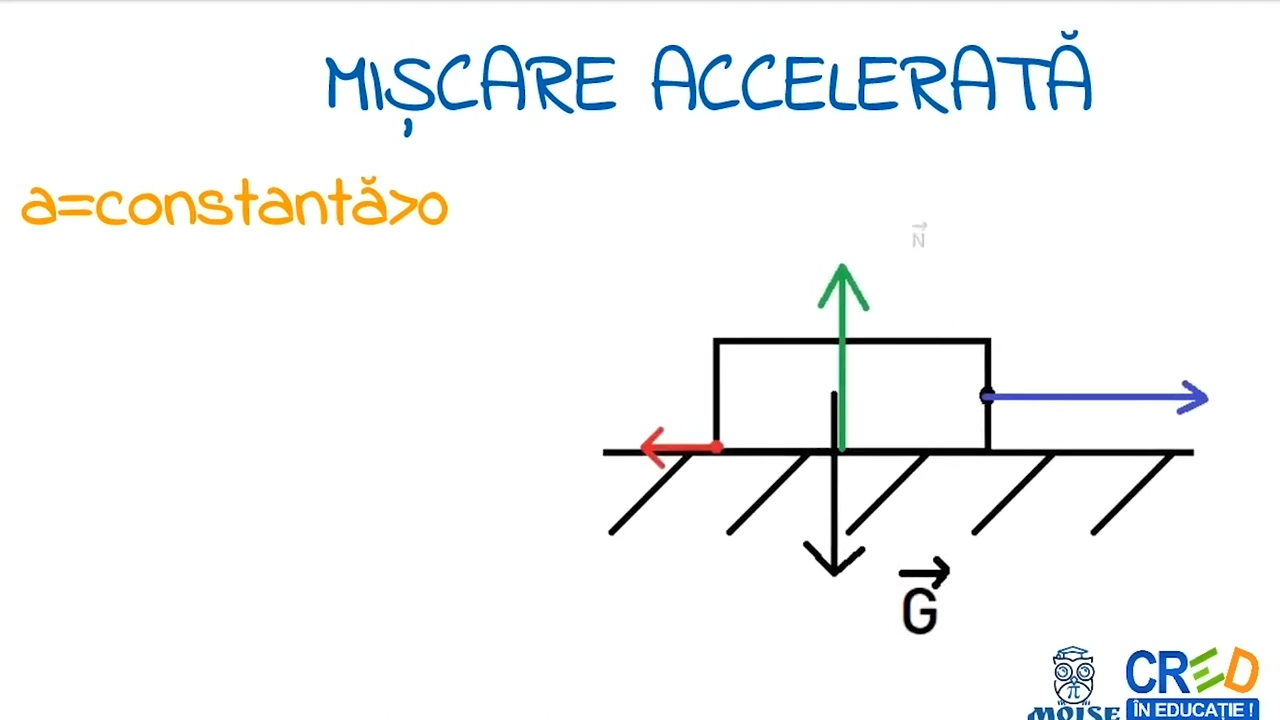 MIȘCARE ACCELERATĂ
a=constantă>0
N
G
π
CRED
MOISE
ÎN EDUCAȚIE !